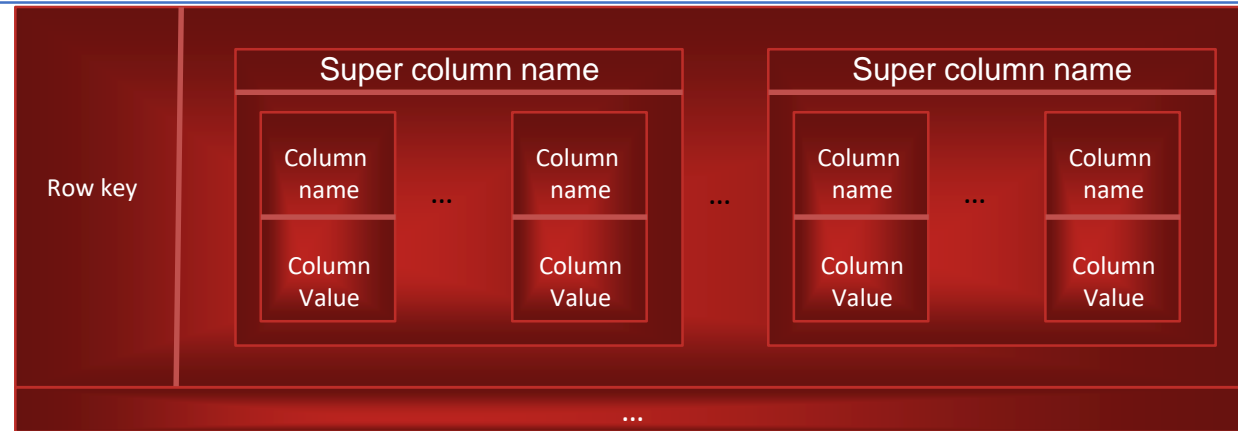 Super column name Super column name
Column Column Column Column
name name name name
Row key ... ... ...
Column Column Column Column
Value Value Value Value
...